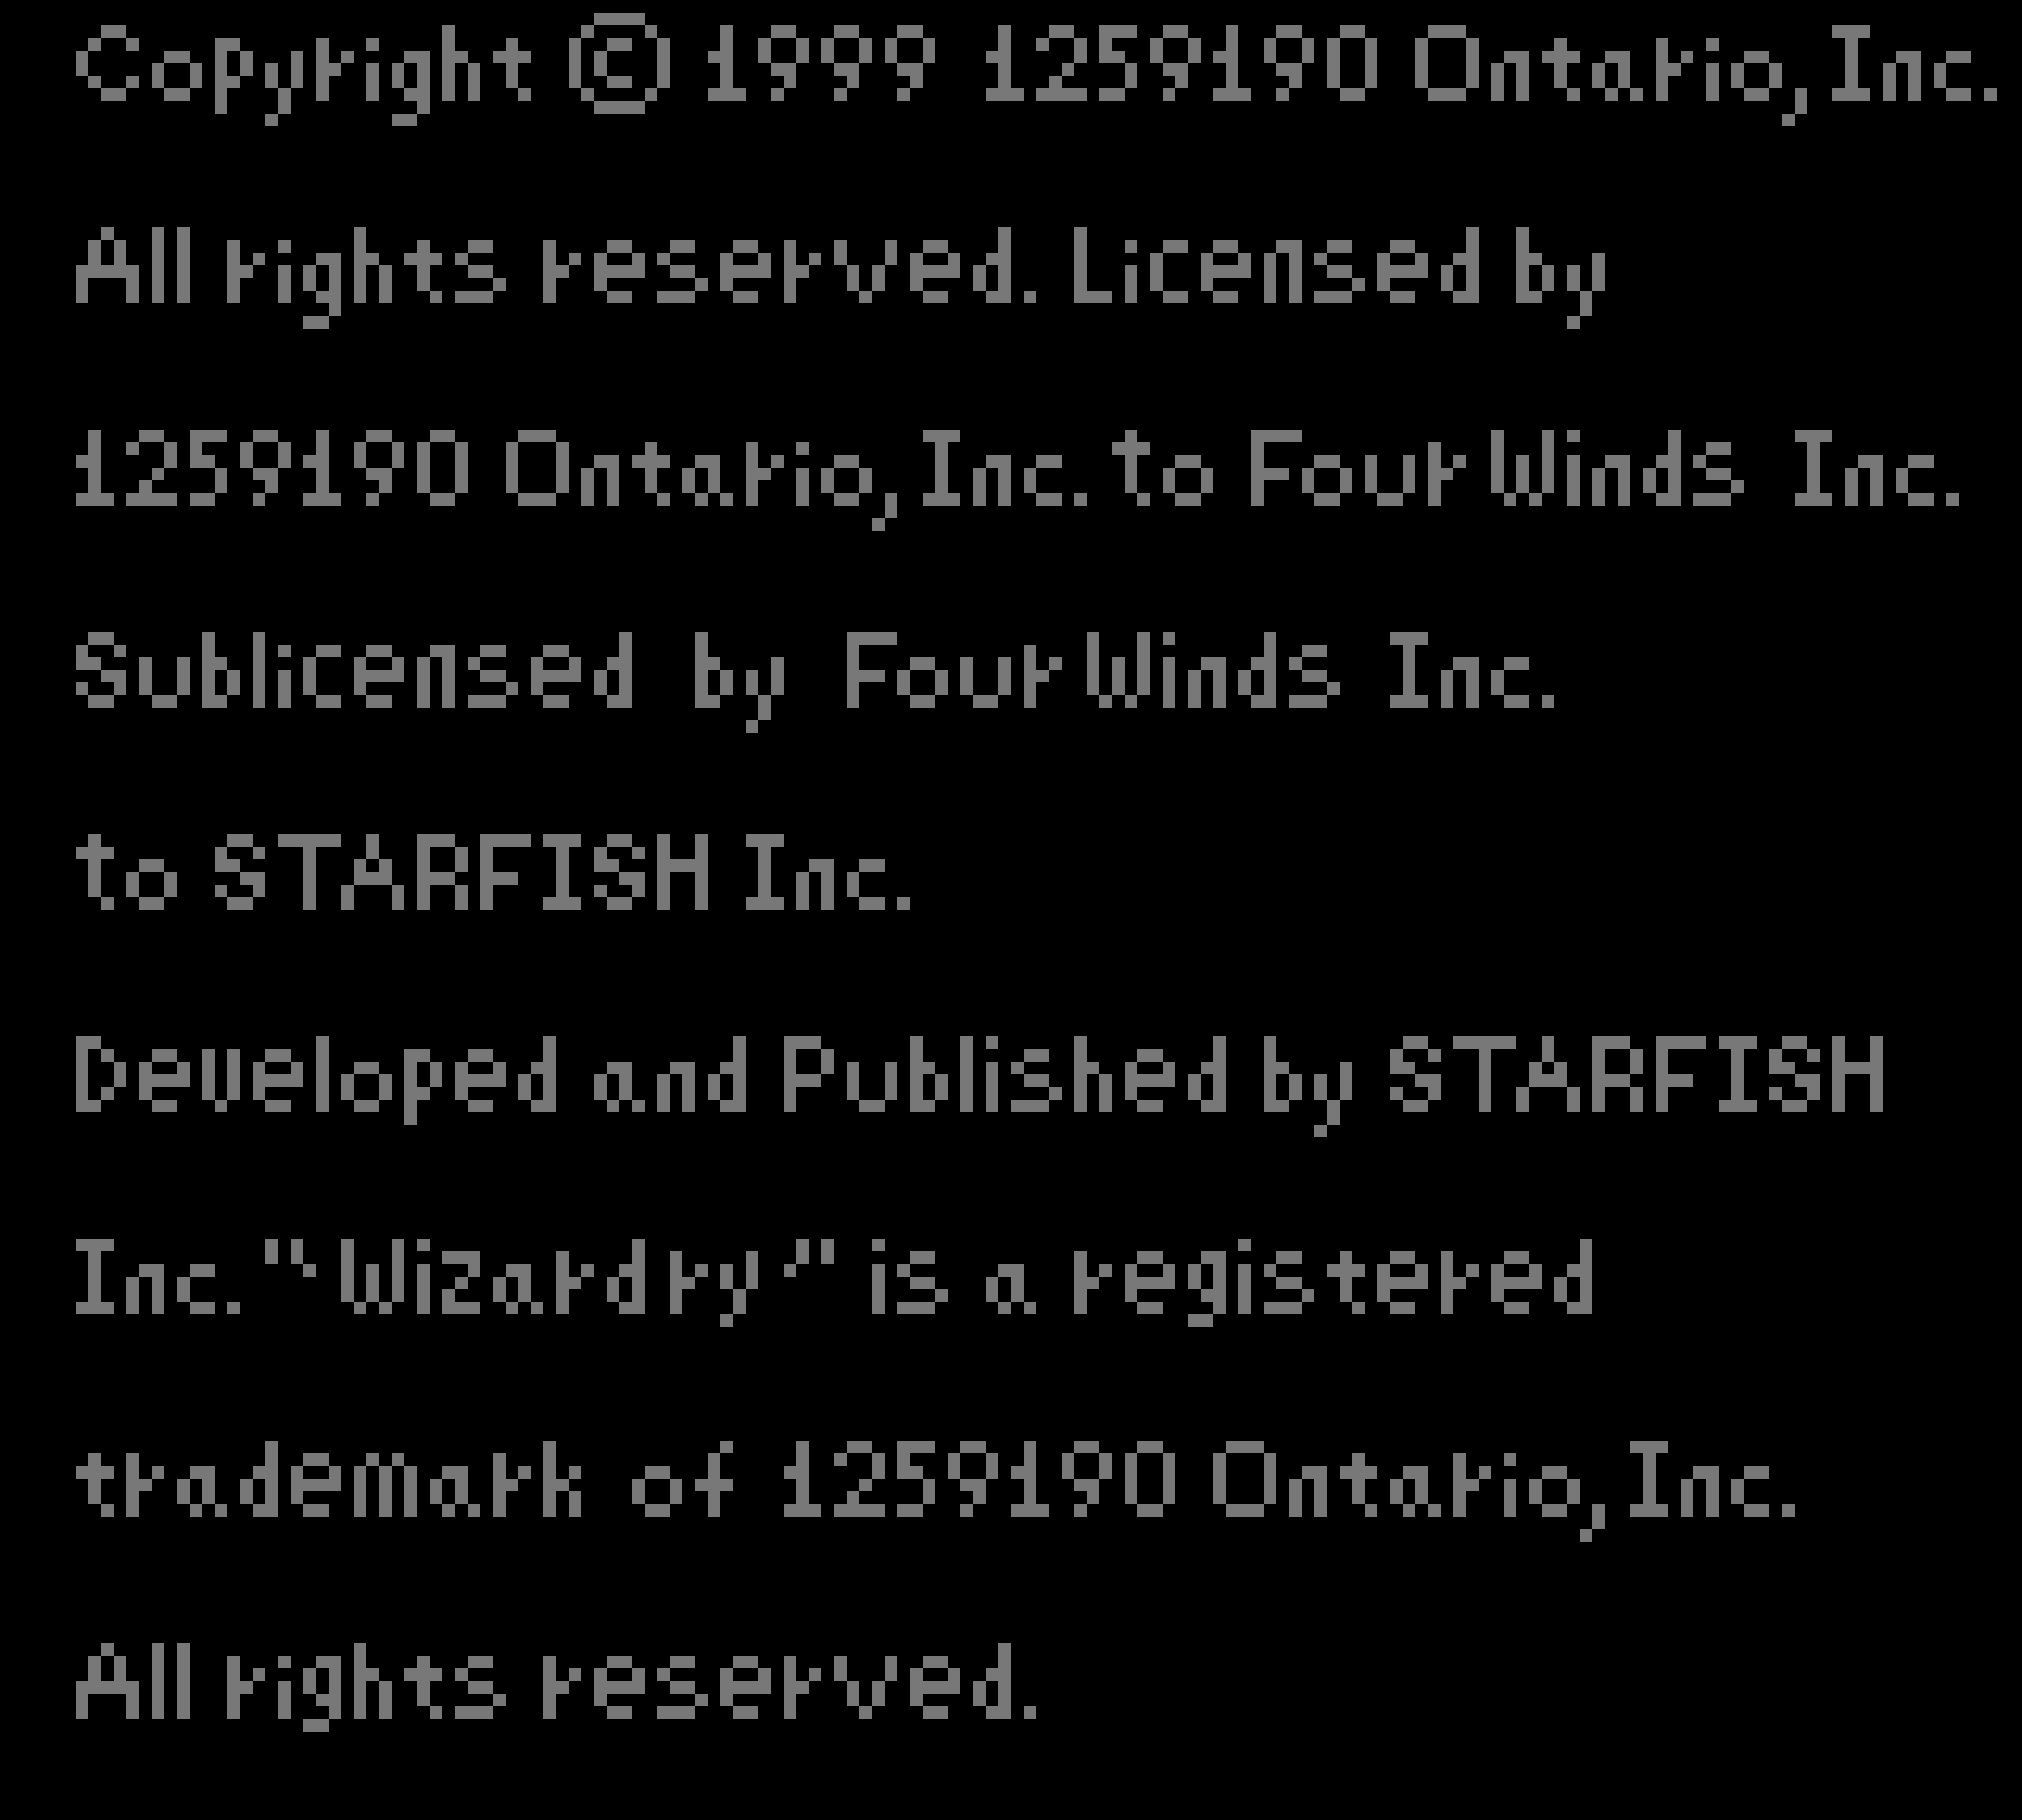 Copyright © 1999 1259190 Ontario,Inc.
All rights reserved. Licensed by
1259190 Ontario,Inc. to Four Winds Inc.
Sublicensed by Four Winds Inc.
to STARFISH Inc.
Developed and Published by STARFISH
Inc. "Wizardry" is a registered
trademark of 1259190 Ontario,Inc.
All rights reserved.